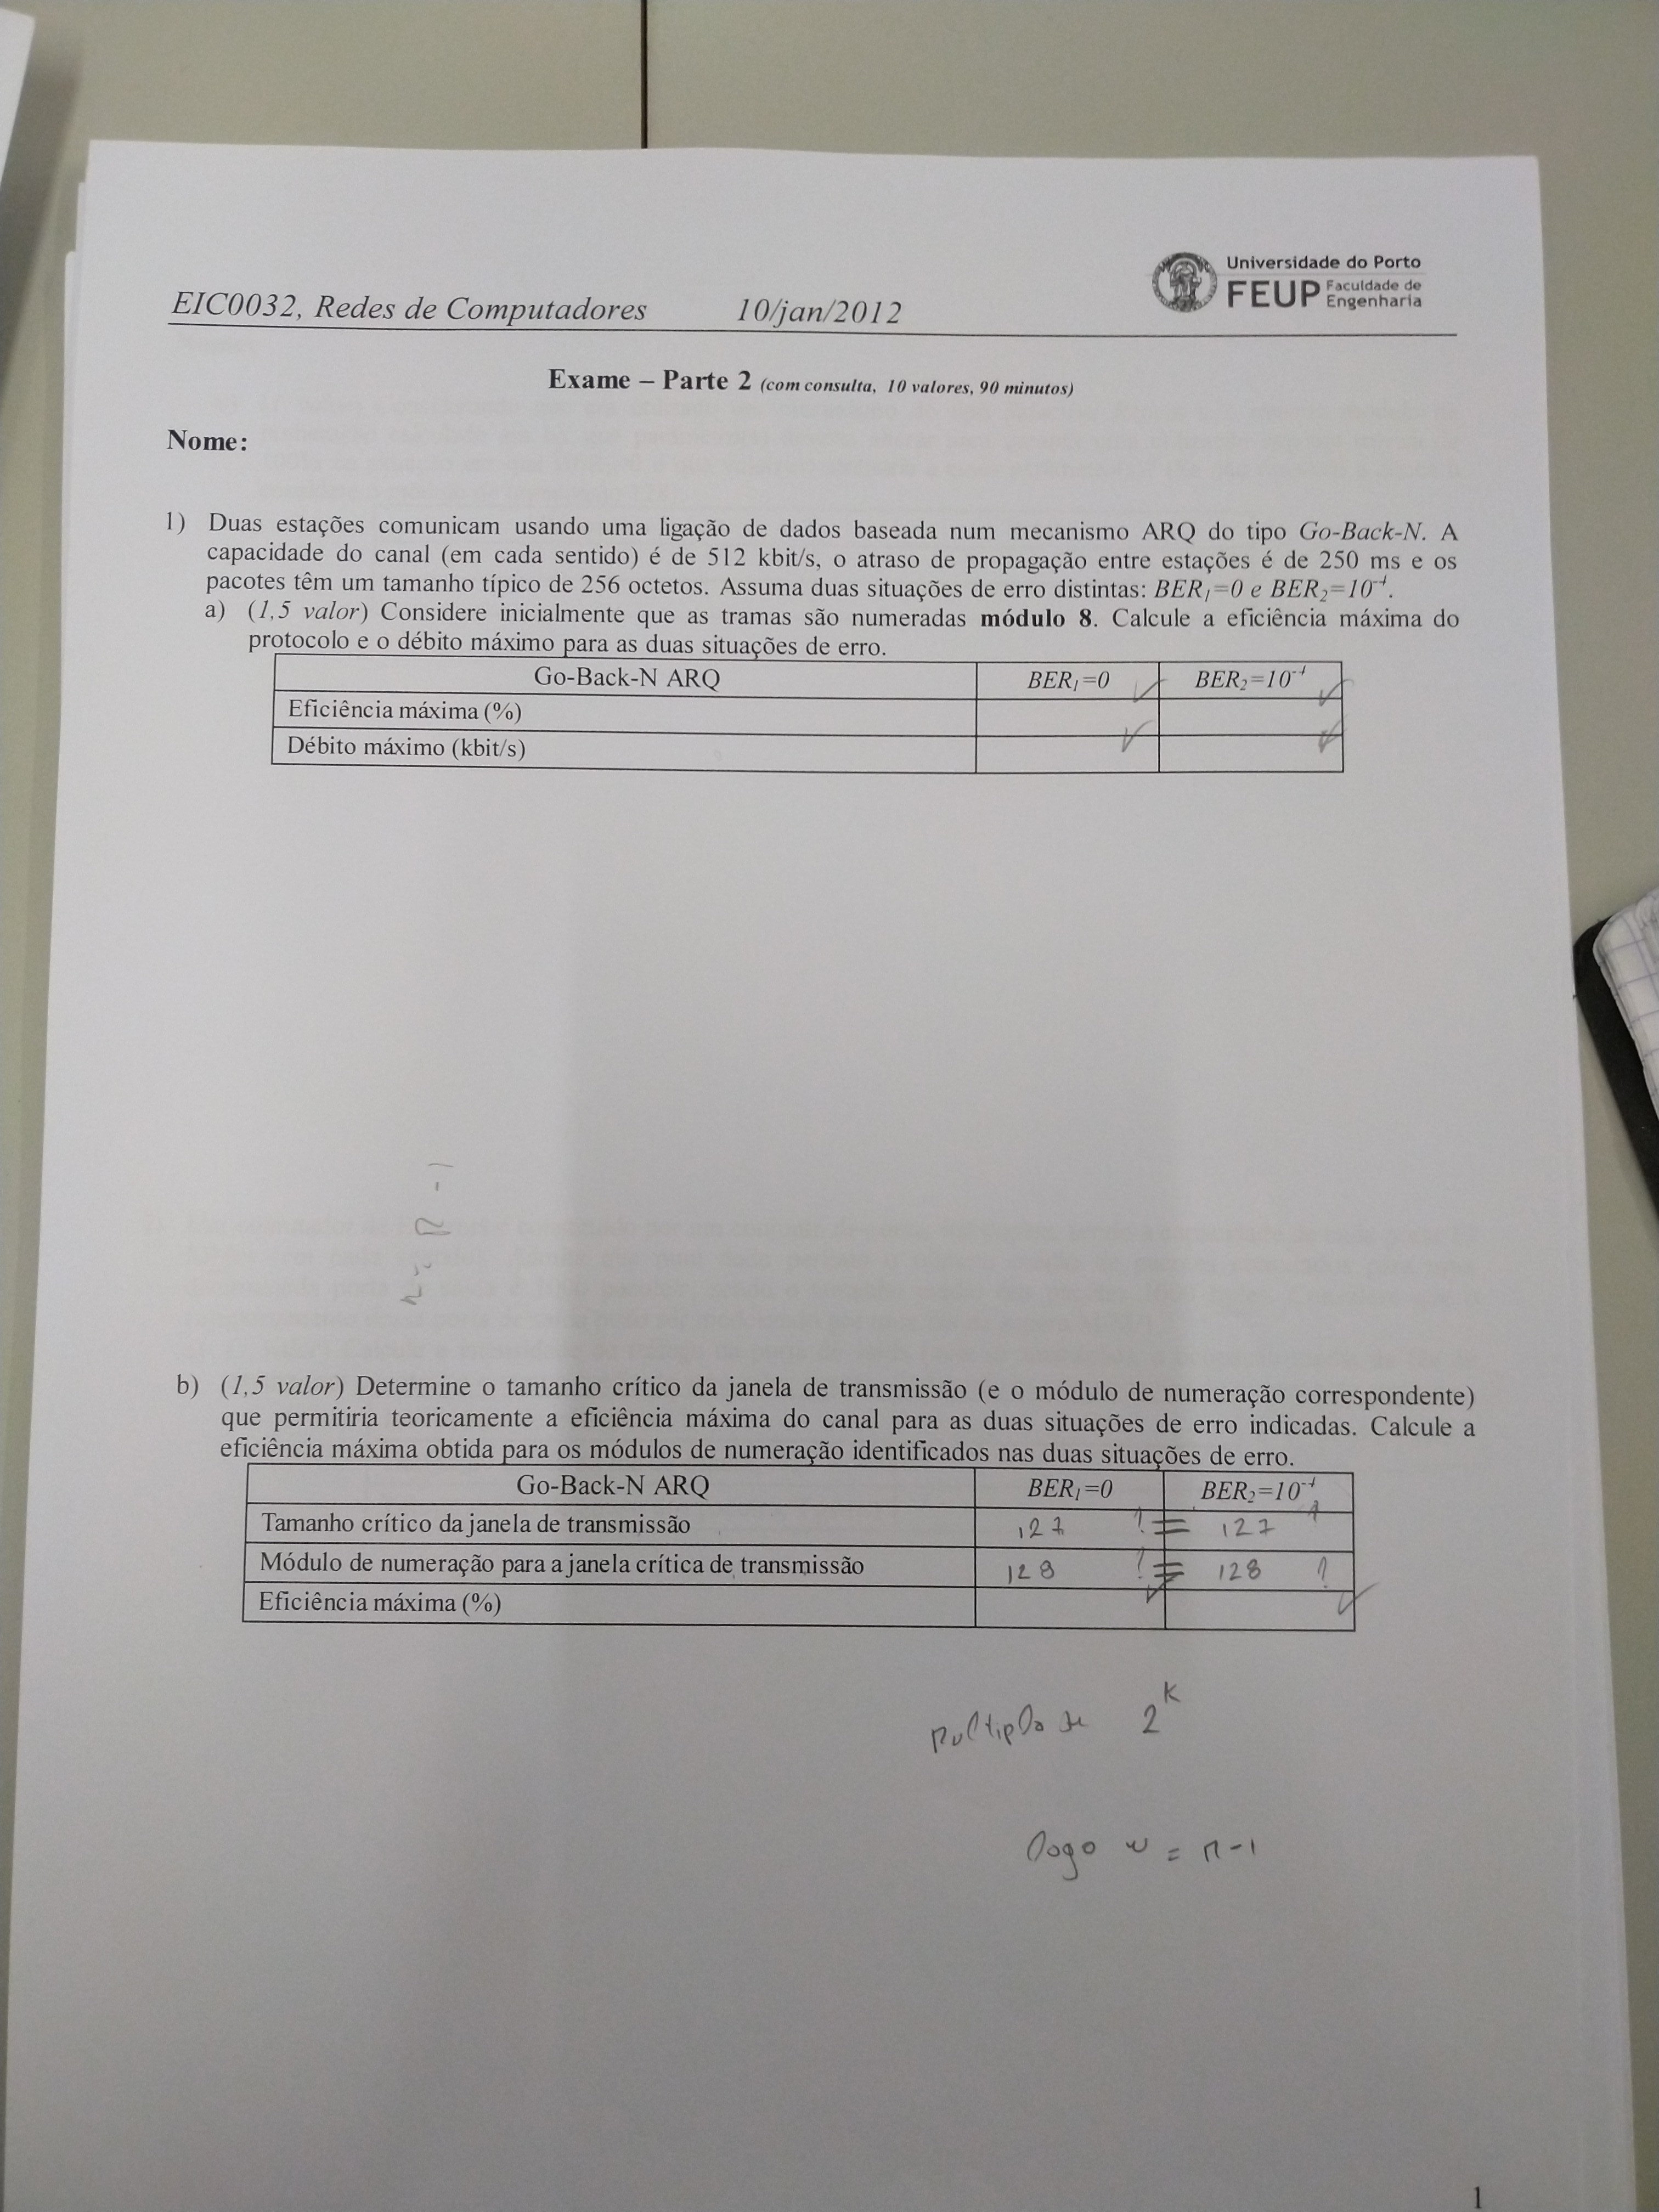 Universidade do Porto
FEUP Faculdade de Engenharia
EIC0032, Redes de Computadores 10/jan/2012
Exame – Parte 2 (com consulta, 10 valores, 90 minutos)
Nome:
1) Duas estações comunicam usando uma ligação de dados baseada num mecanismo ARQ do tipo Go-Back-N. A
capacidade do canal (em cada sentido) é de 512 kbit/s, o atraso de propagação entre estações é de 250 ms e os
pacotes têm um tamanho típico de 256 octetos. Assuma duas situações de erro distintas: BER₁=0 e BER₂=10⁻⁴.
a) (1,5 valor) Considere inicialmente que as tramas são numeradas módulo 8. Calcule a eficiência máxima do
protocolo e o débito máximo para as duas situações de erro.
Go-Back-N ARQ BER₁=0 BER₂=10⁻⁴
Eficiência máxima (%)
Débito máximo (kbit/s)
b) (1,5 valor) Determine o tamanho crítico da janela de transmissão (e o módulo de numeração correspondente)
que permitiria teoricamente a eficiência máxima do canal para as duas situações de erro indicadas. Calcule a
eficiência máxima obtida para os módulos de numeração identificados nas duas situações de erro.
Go-Back-N ARQ BER₁=0 BER₂=10⁻⁴
Tamanho crítico da janela de transmissão 127 ? = 127 ?
Módulo de numeração para a janela crítica de transmissão 128 ? = 128 ?
Eficiência máxima (%)
Multiplo de 2^k
logo w = M-1
1